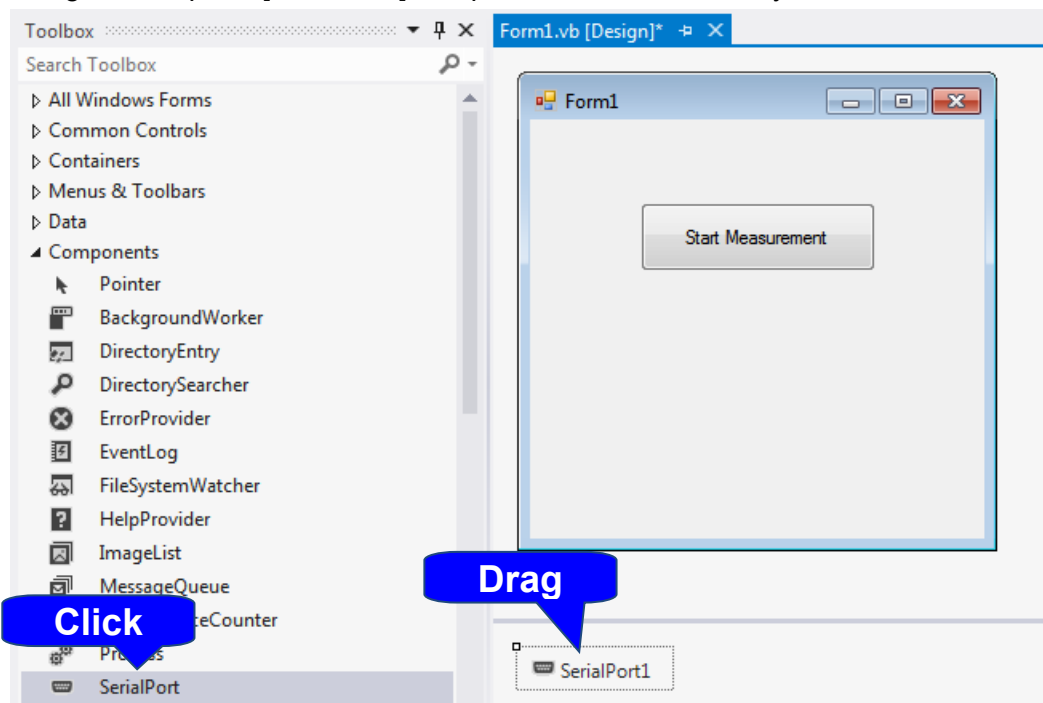 Toolbox
Search Toolbox
All Windows Forms
Common Controls
Containers
Menus & Toolbars
Data
Components
Pointer
BackgroundWorker
DirectoryEntry
DirectorySearcher
ErrorProvider
EventLog
FileSystemWatcher
HelpProvider
ImageList
MessageQueue
Click
SerialPort
Form1.vb [Design]*
Form1
Start Measurement
Drag
SerialPort1